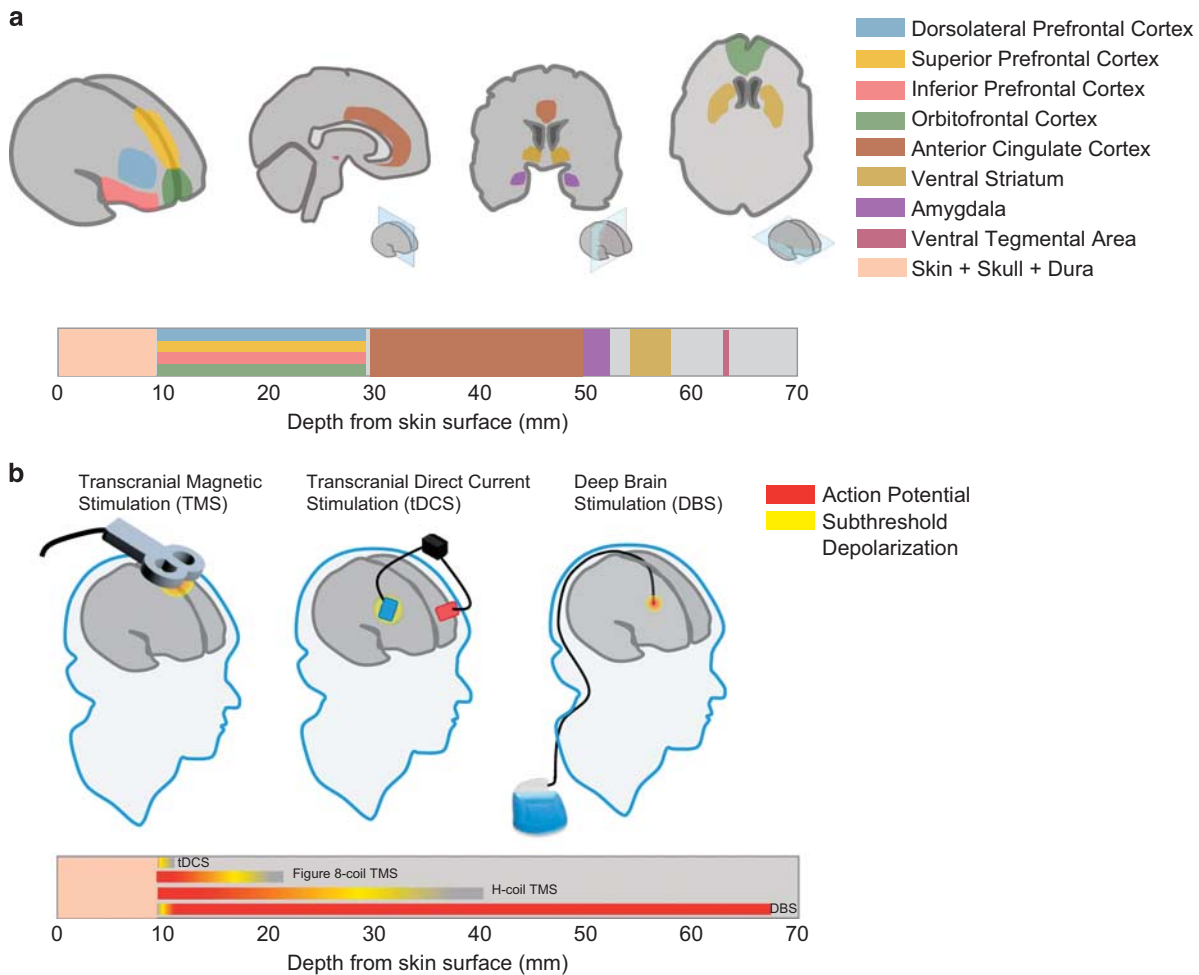 a
Dorsolateral Prefrontal Cortex
Superior Prefrontal Cortex
Inferior Prefrontal Cortex
Orbitofrontal Cortex
Anterior Cingulate Cortex
Ventral Striatum
Amygdala
Ventral Tegmental Area
Skin + Skull + Dura
0 10 20 30 40 50 60 70
Depth from skin surface (mm)
b
Transcranial Magnetic
Stimulation (TMS)
Transcranial Direct Current
Stimulation (tDCS)
Deep Brain
Stimulation (DBS)
Action Potential
Subthreshold
Depolarization
tDCS
Figure 8-coil TMS
H-coil TMS
DBS
0 10 20 30 40 50 60 70
Depth from skin surface (mm)